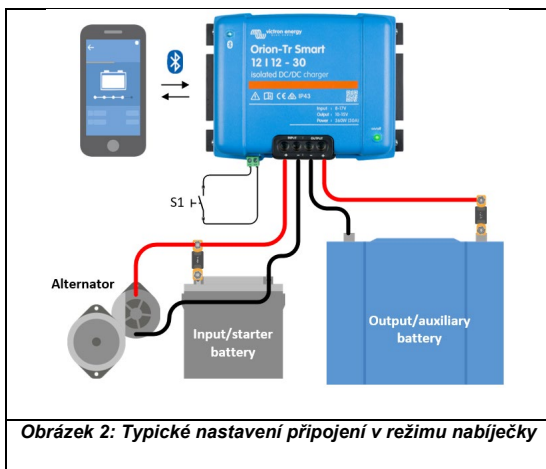 victron energy
Orion-Tr Smart
12 | 12 - 30
isolated DC/DC charger
IP43
S1
Alternator
Input/starter
battery
Output/auxiliary
battery
Obrázek 2: Typické nastavení připojení v režimu nabíječky